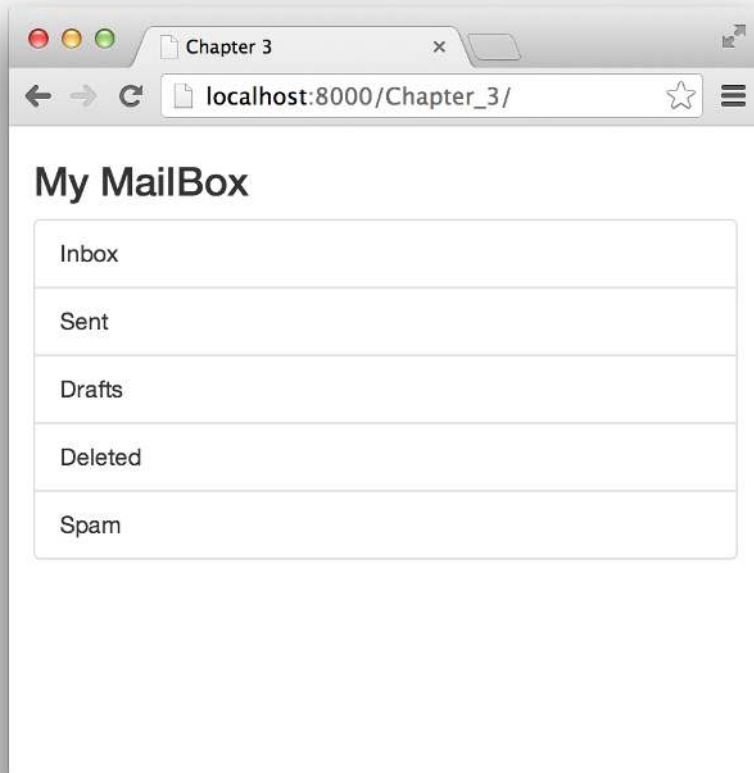 Chapter 3
localhost:8000/Chapter_3/
My MailBox
Inbox
Sent
Drafts
Deleted
Spam